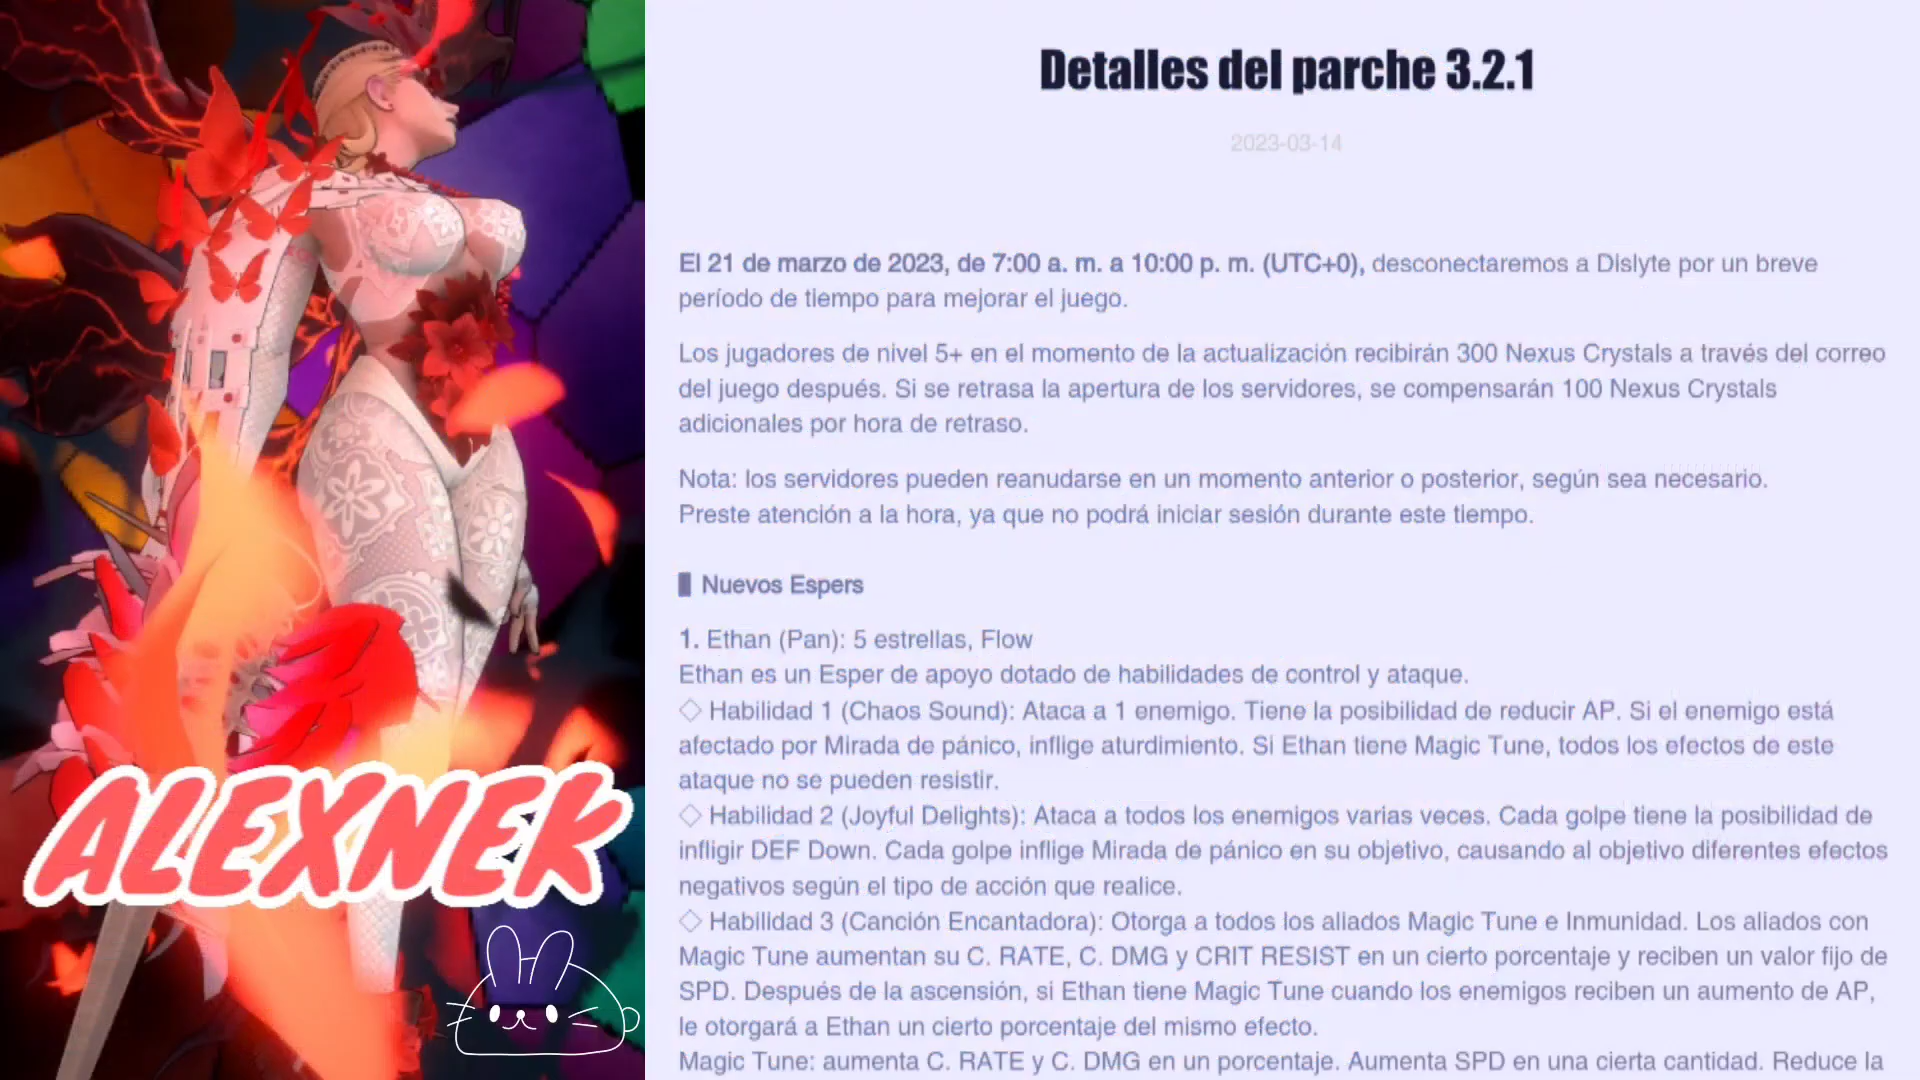 Detalles del parche 3.2.1
2023-03-14
El 21 de marzo de 2023, de 7:00 a. m. a 10:00 p. m. (UTC+0), desconectaremos a Dislyte por un breve
período de tiempo para mejorar el juego.
Los jugadores de nivel 5+ en el momento de la actualización recibirán 300 Nexus Crystals a través del correo
del juego después. Si se retrasa la apertura de los servidores, se compensarán 100 Nexus Crystals
adicionales por hora de retraso.
Nota: los servidores pueden reanudarse en un momento anterior o posterior, según sea necesario.
Preste atención a la hora, ya que no podrá iniciar sesión durante este tiempo.
Nuevos Espers
1. Ethan (Pan): 5 estrellas, Flow
Ethan es un Esper de apoyo dotado de habilidades de control y ataque.
◇ Habilidad 1 (Chaos Sound): Ataca a 1 enemigo. Tiene la posibilidad de reducir AP. Si el enemigo está
afectado por Mirada de pánico, inflige aturdimiento. Si Ethan tiene Magic Tune, todos los efectos de este
ataque no se pueden resistir.
◇ Habilidad 2 (Joyful Delights): Ataca a todos los enemigos varias veces. Cada golpe tiene la posibilidad de
infligir DEF Down. Cada golpe inflige Mirada de pánico en su objetivo, causando al objetivo diferentes efectos
negativos según el tipo de acción que realice.
◇ Habilidad 3 (Canción Encantadora): Otorga a todos los aliados Magic Tune e Inmunidad. Los aliados con
Magic Tune aumentan su C. RATE, C. DMG y CRIT RESIST en un cierto porcentaje y reciben un valor fijo de
SPD. Después de la ascensión, si Ethan tiene Magic Tune cuando los enemigos reciben un aumento de AP,
le otorgará a Ethan un cierto porcentaje del mismo efecto.
Magic Tune: aumenta C. RATE y C. DMG en un porcentaje. Aumenta SPD en una cierta cantidad. Reduce la
ALEXNEK